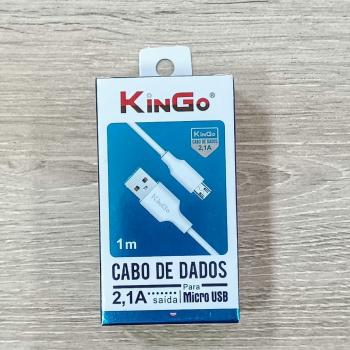 KinGo®
KinGo
CABO DE DADOS
2,1A
KinGo
1m
CABO DE DADOS
2,1A saída Para Micro USB